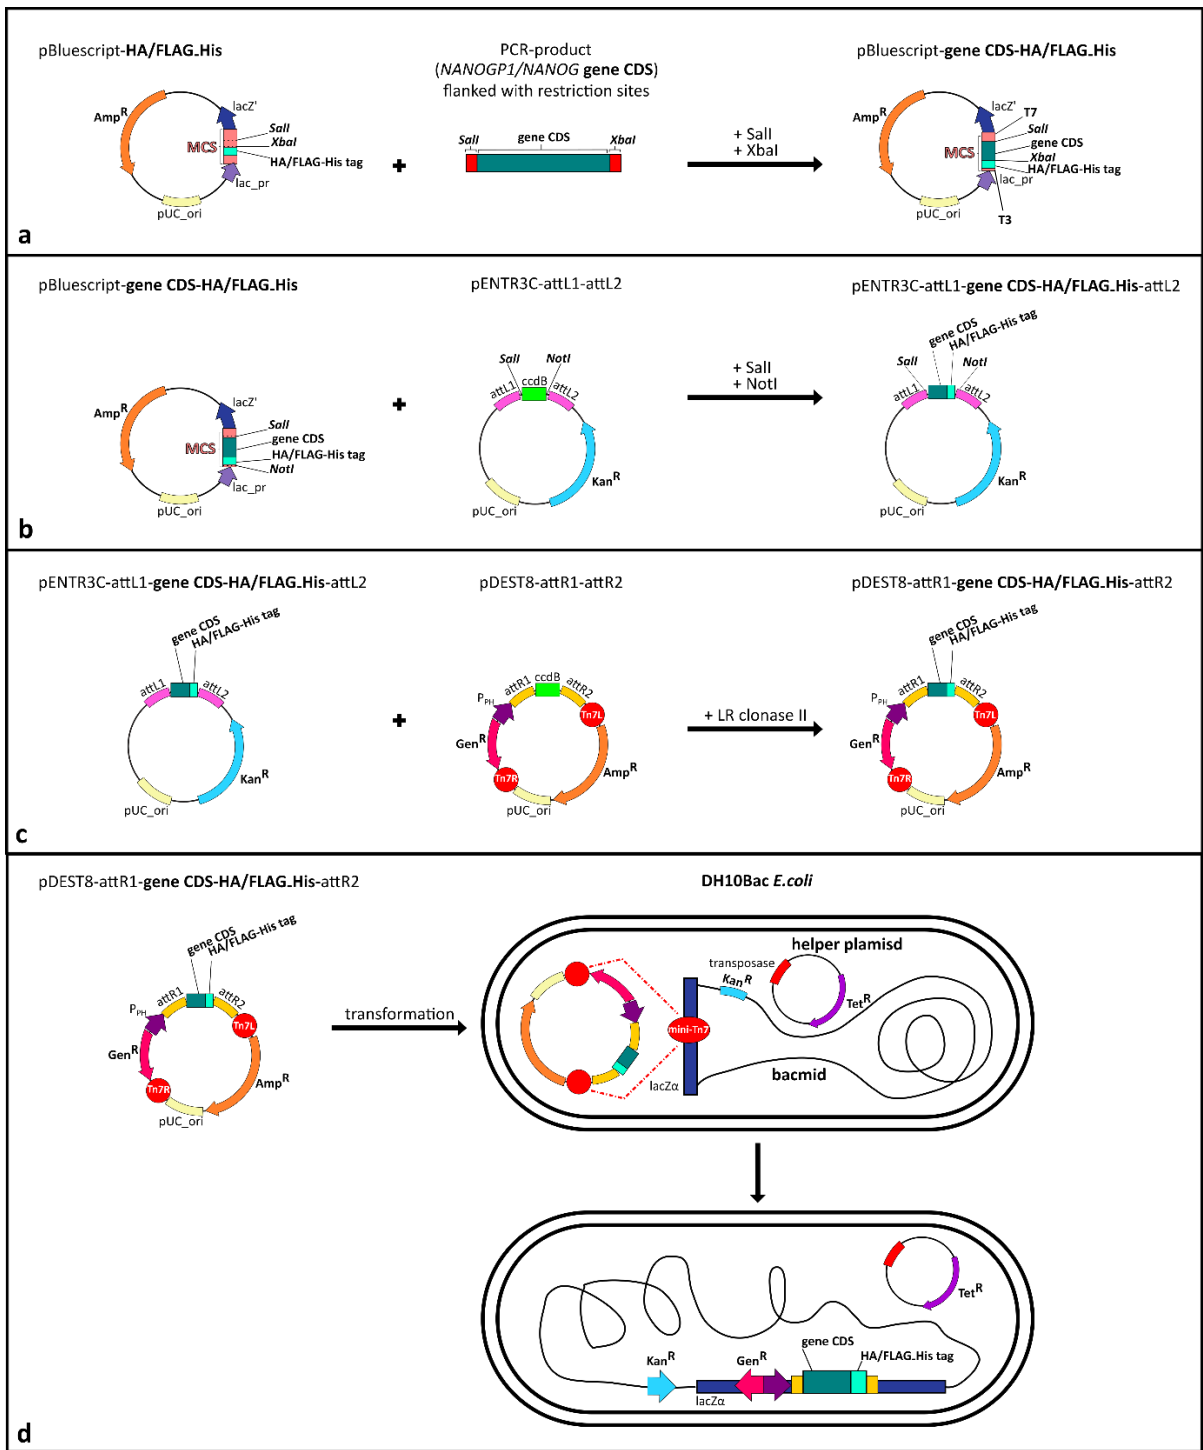 pBluescript-HA/FLAG_His
PCR-product
(NANOGP1/NANOG gene CDS)
flanked with restriction sites
pBluescript-gene CDS-HA/FLAG_His
AmpR
lacZ'
SalI
XbaI
MCS
HA/FLAG-His tag
lac_pr
pUC_ori
SalI
gene CDS
XbaI
+ SalI
+ XbaI
AmpR
lacZ'
T7
SalI
gene CDS
MCS
XbaI
HA/FLAG-His tag
lac_pr
T3
pUC_ori
a
pBluescript-gene CDS-HA/FLAG_His
pENTR3C-attL1-attL2
pENTR3C-attL1-gene CDS-HA/FLAG_His-attL2
AmpR
lacZ'
SalI
MCS
gene CDS
HA/FLAG-His tag
NotI
lac_pr
pUC_ori
SalI
NotI
attL1
ccdB
attL2
KanR
pUC_ori
+ SalI
+ NotI
gene CDS
HA/FLAG-His tag
SalI
NotI
attL1
attL2
KanR
pUC_ori
b
pENTR3C-attL1-gene CDS-HA/FLAG_His-attL2
pDEST8-attR1-attR2
pDEST8-attR1-gene CDS-HA/FLAG_His-attR2
gene CDS
HA/FLAG-His tag
attL1
attL2
KanR
pUC_ori
attR1
ccdB
attR2
PPH
Tn7L
GenR
Tn7R
AmpR
pUC_ori
+ LR clonase II
gene CDS
HA/FLAG-His tag
attR1
attR2
PPH
Tn7L
GenR
Tn7R
AmpR
pUC_ori
c
pDEST8-attR1-gene CDS-HA/FLAG_His-attR2
DH10Bac E.coli
gene CDS
HA/FLAG-His tag
attR1
attR2
PPH
Tn7L
GenR
Tn7R
AmpR
pUC_ori
transformation
helper plamisd
transposase
KanR
TetR
mini-Tn7
lacZα
bacmid
TetR
gene CDS
HA/FLAG_His tag
KanR
GenR
lacZα
d